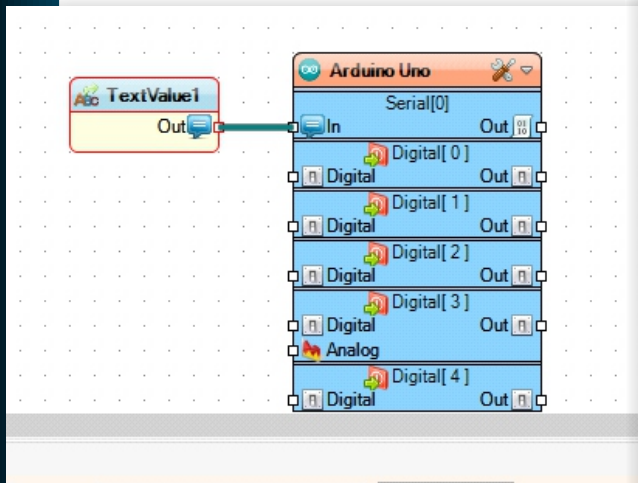 ABC TextValue1
Out
Arduino Uno
Serial[0]
In Out
Digital[ 0 ]
Digital Out
Digital[ 1 ]
Digital Out
Digital[ 2 ]
Digital Out
Digital[ 3 ]
Digital Out
Analog
Digital[ 4 ]
Digital Out